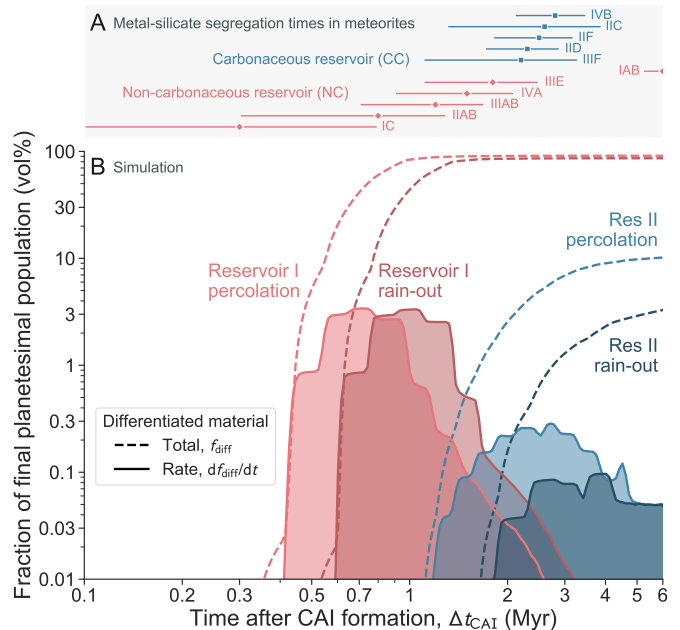 A Metal-silicate segregation times in meteorites
IVB
IIC
IIF
IID
Carbonaceous reservoir (CC)
IIIF
IAB
IIIE
Non-carbonaceous reservoir (NC)
IVA
IIIAB
IIAB
IC
B Simulation
Fraction of final planetesimal population (vol%)
100
30
10
3
1
0.3
0.1
0.03
0.01
Reservoir I
percolation
Reservoir I
rain-out
Res II
percolation
Res II
rain-out
Differentiated material
Total, f_diff
Rate, df_diff/dt
0.1
0.2
0.3
0.5
0.7
1
2
3
4
5
6
Time after CAI formation, Δt_CAI (Myr)